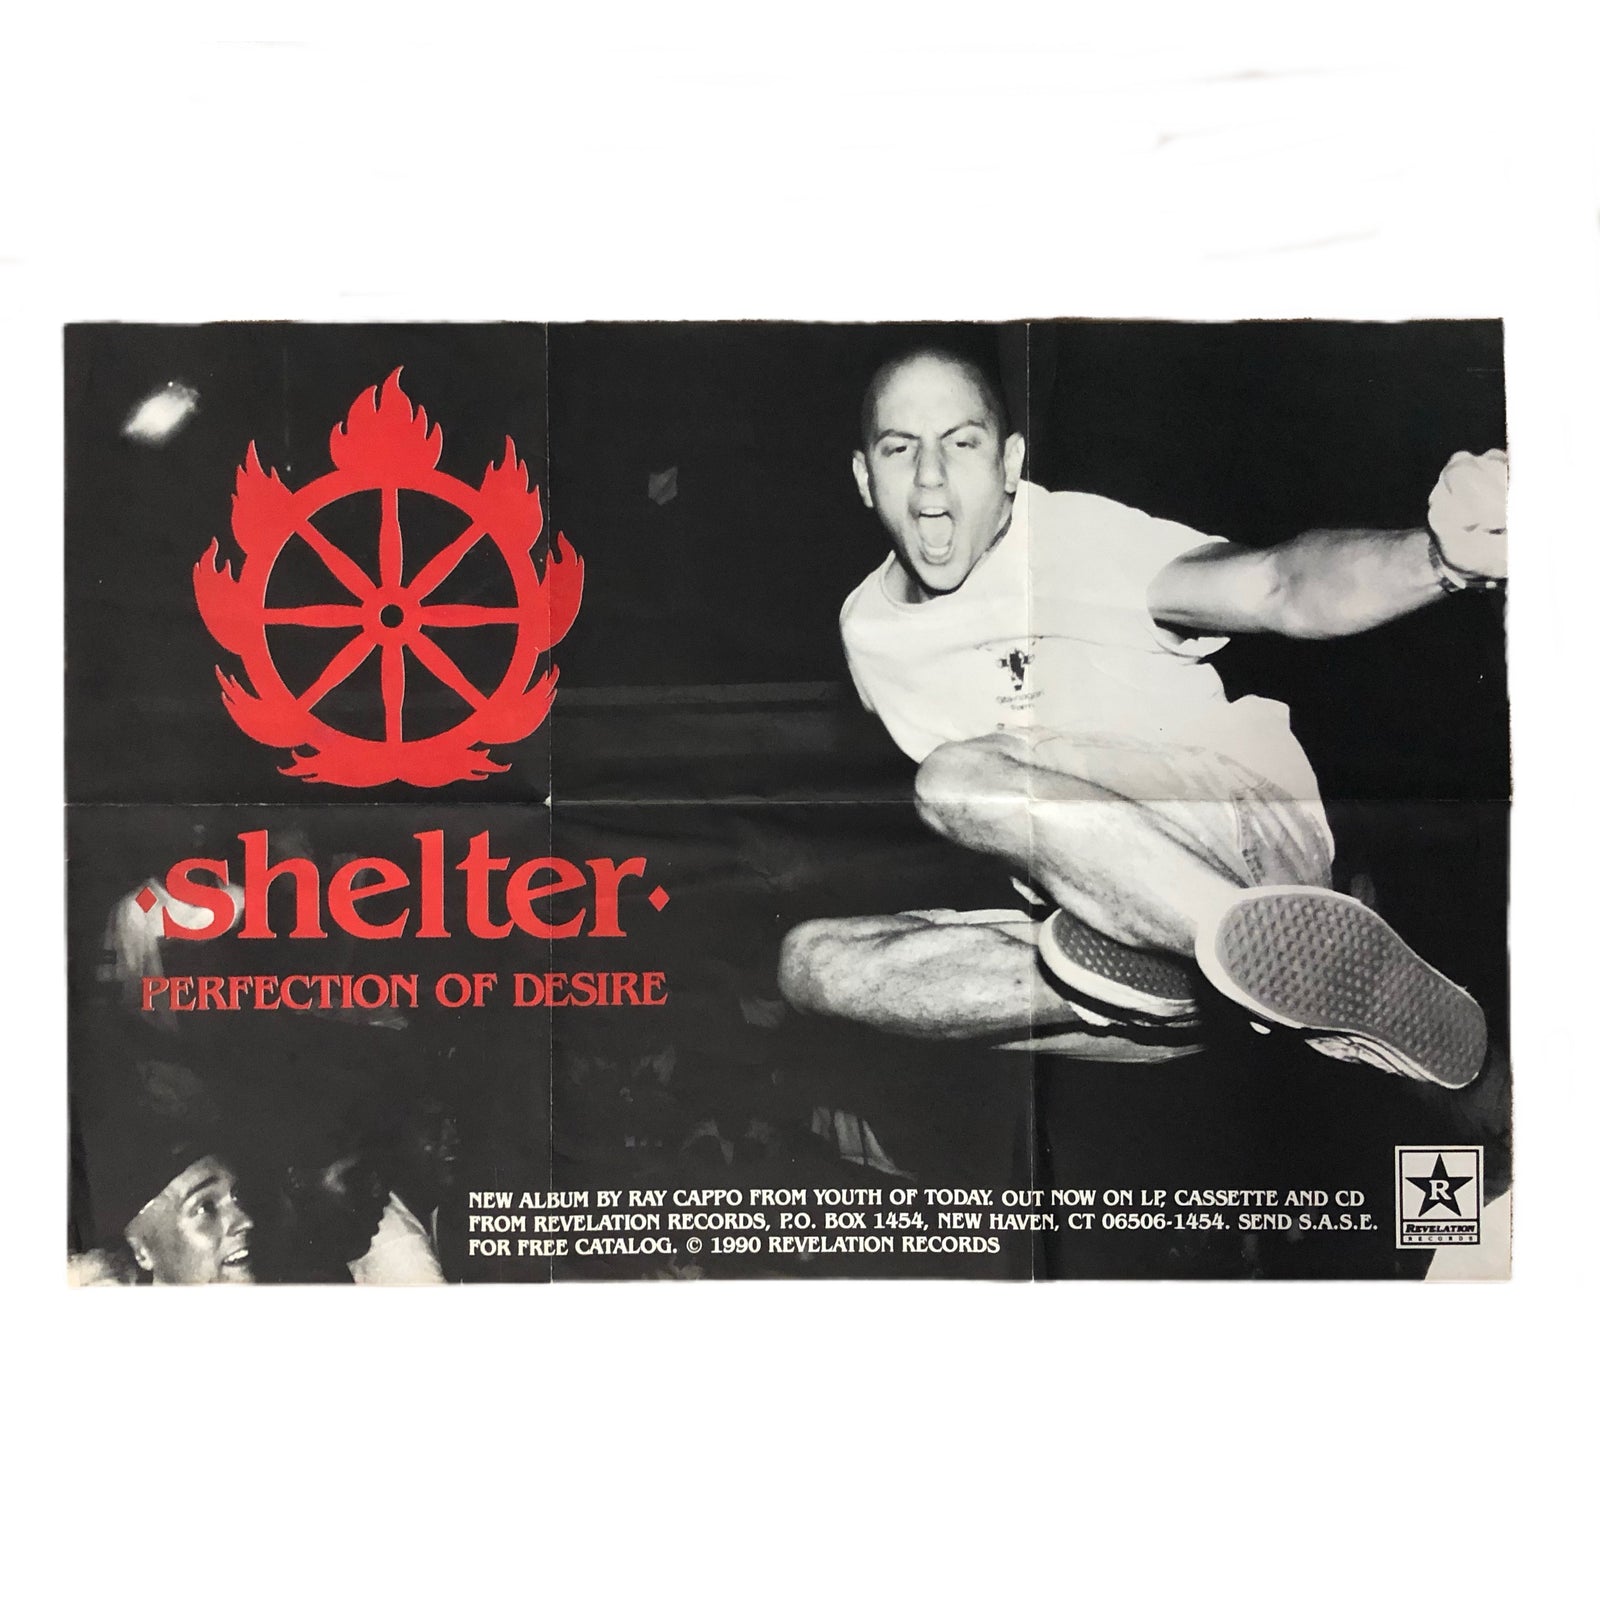 ·shelter·
PERFECTION OF DESIRE
NEW ALBUM BY RAY CAPPO FROM YOUTH OF TODAY. OUT NOW ON LP, CASSETTE AND CD
FROM REVELATION RECORDS, P.O. BOX 1454, NEW HAVEN, CT 06506-1454. SEND S.A.S.E.
FOR FREE CATALOG. © 1990 REVELATION RECORDS
R
REVELATION
RECORDS